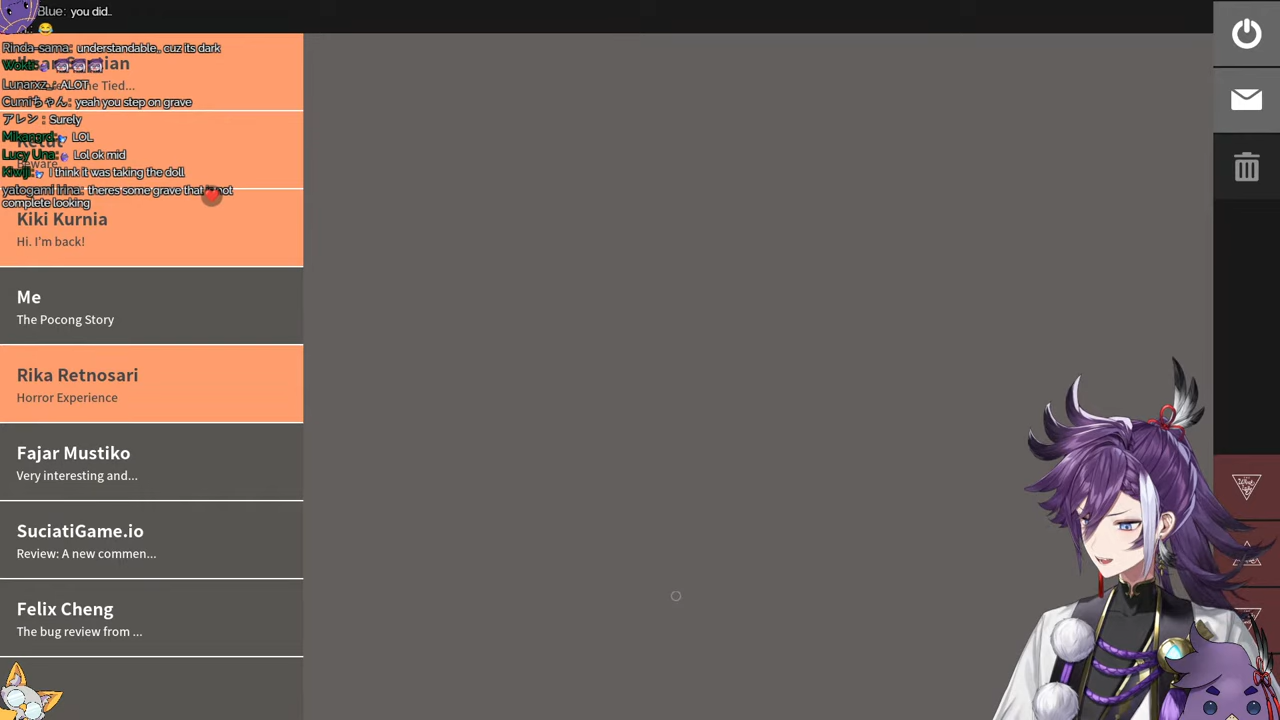 Blue: you did..
Rinda-sama: understandable,, cuz its dark
Lunarxz_: ALOT
Cumiちゃん: yeah you step on grave
アレン: Surely
LOL
Beware
Lucy Una: Lol ok mid
Kiwiji: I think it was taking the doll
yatogami irina: theres some grave that not
complete looking
Kiki Kurnia
Hi. I'm back!
Me
The Pocong Story
Rika Retnosari
Horror Experience
Fajar Mustiko
Very interesting and...
SuciatiGame.io
Review: A new commen...
Felix Cheng
The bug review from ...